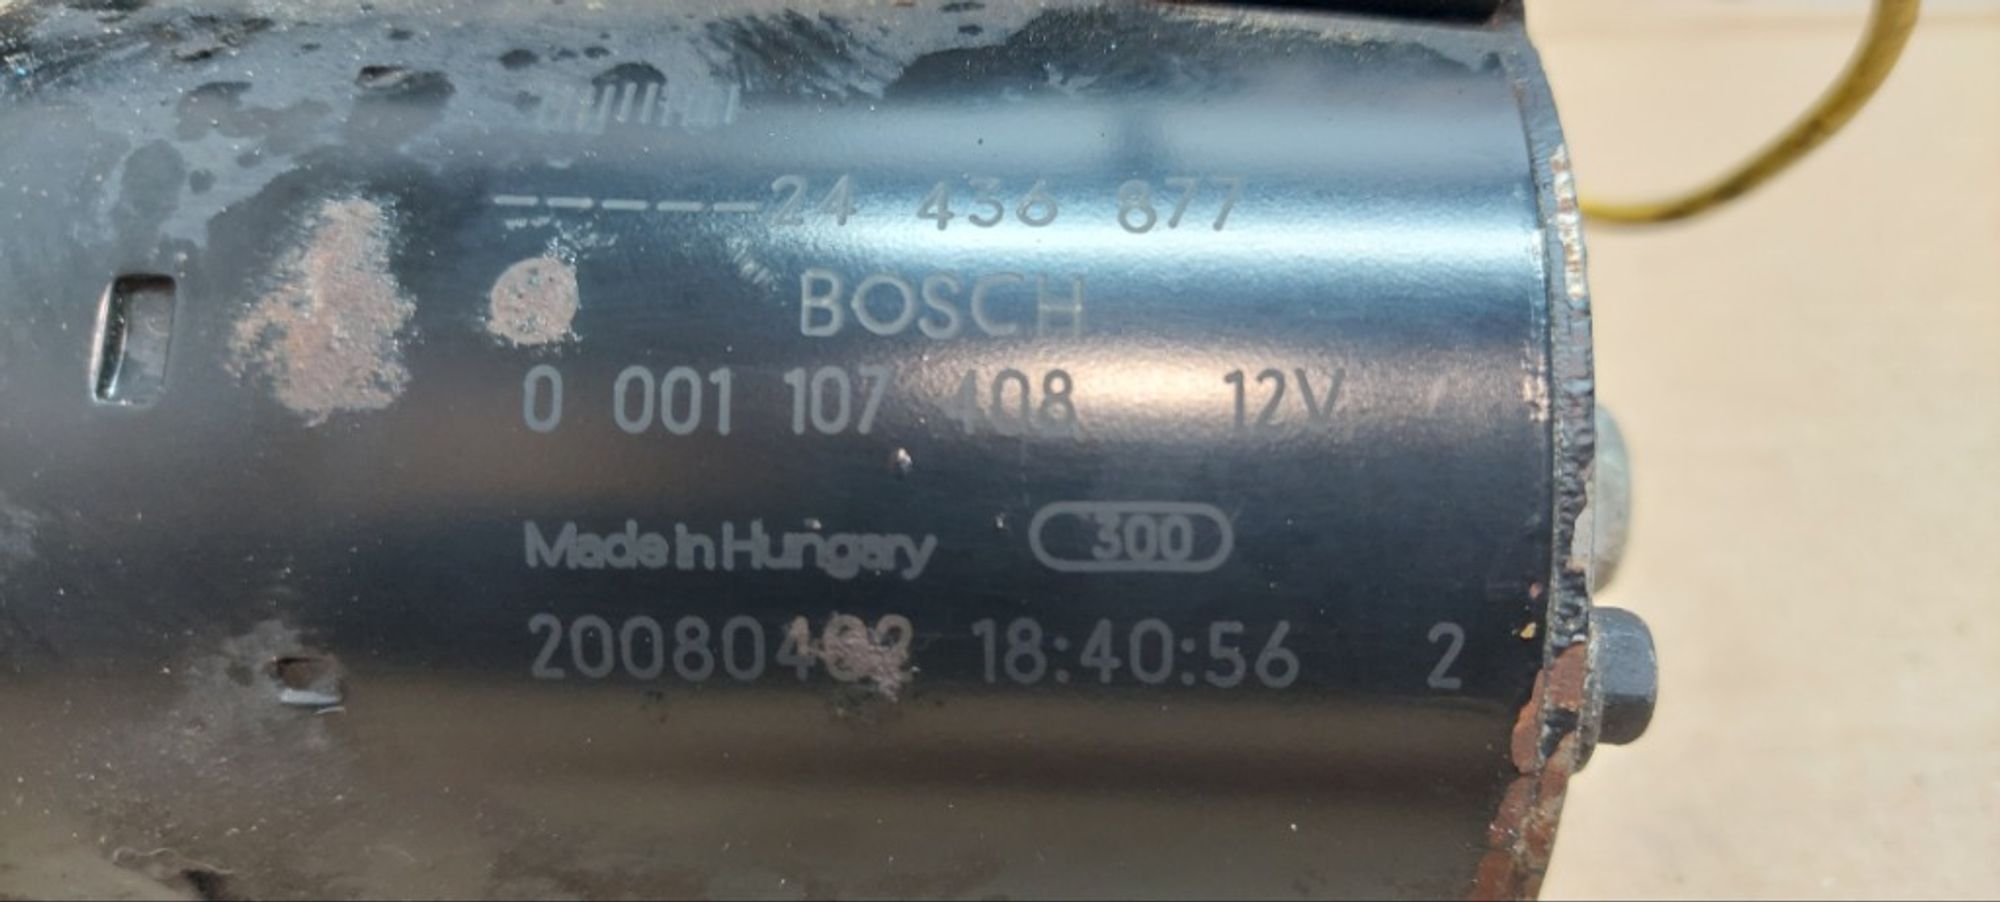 ------24 436 877
BOSCH
0 001 107 408 12V
Made in Hungary 300
18:40:56 2